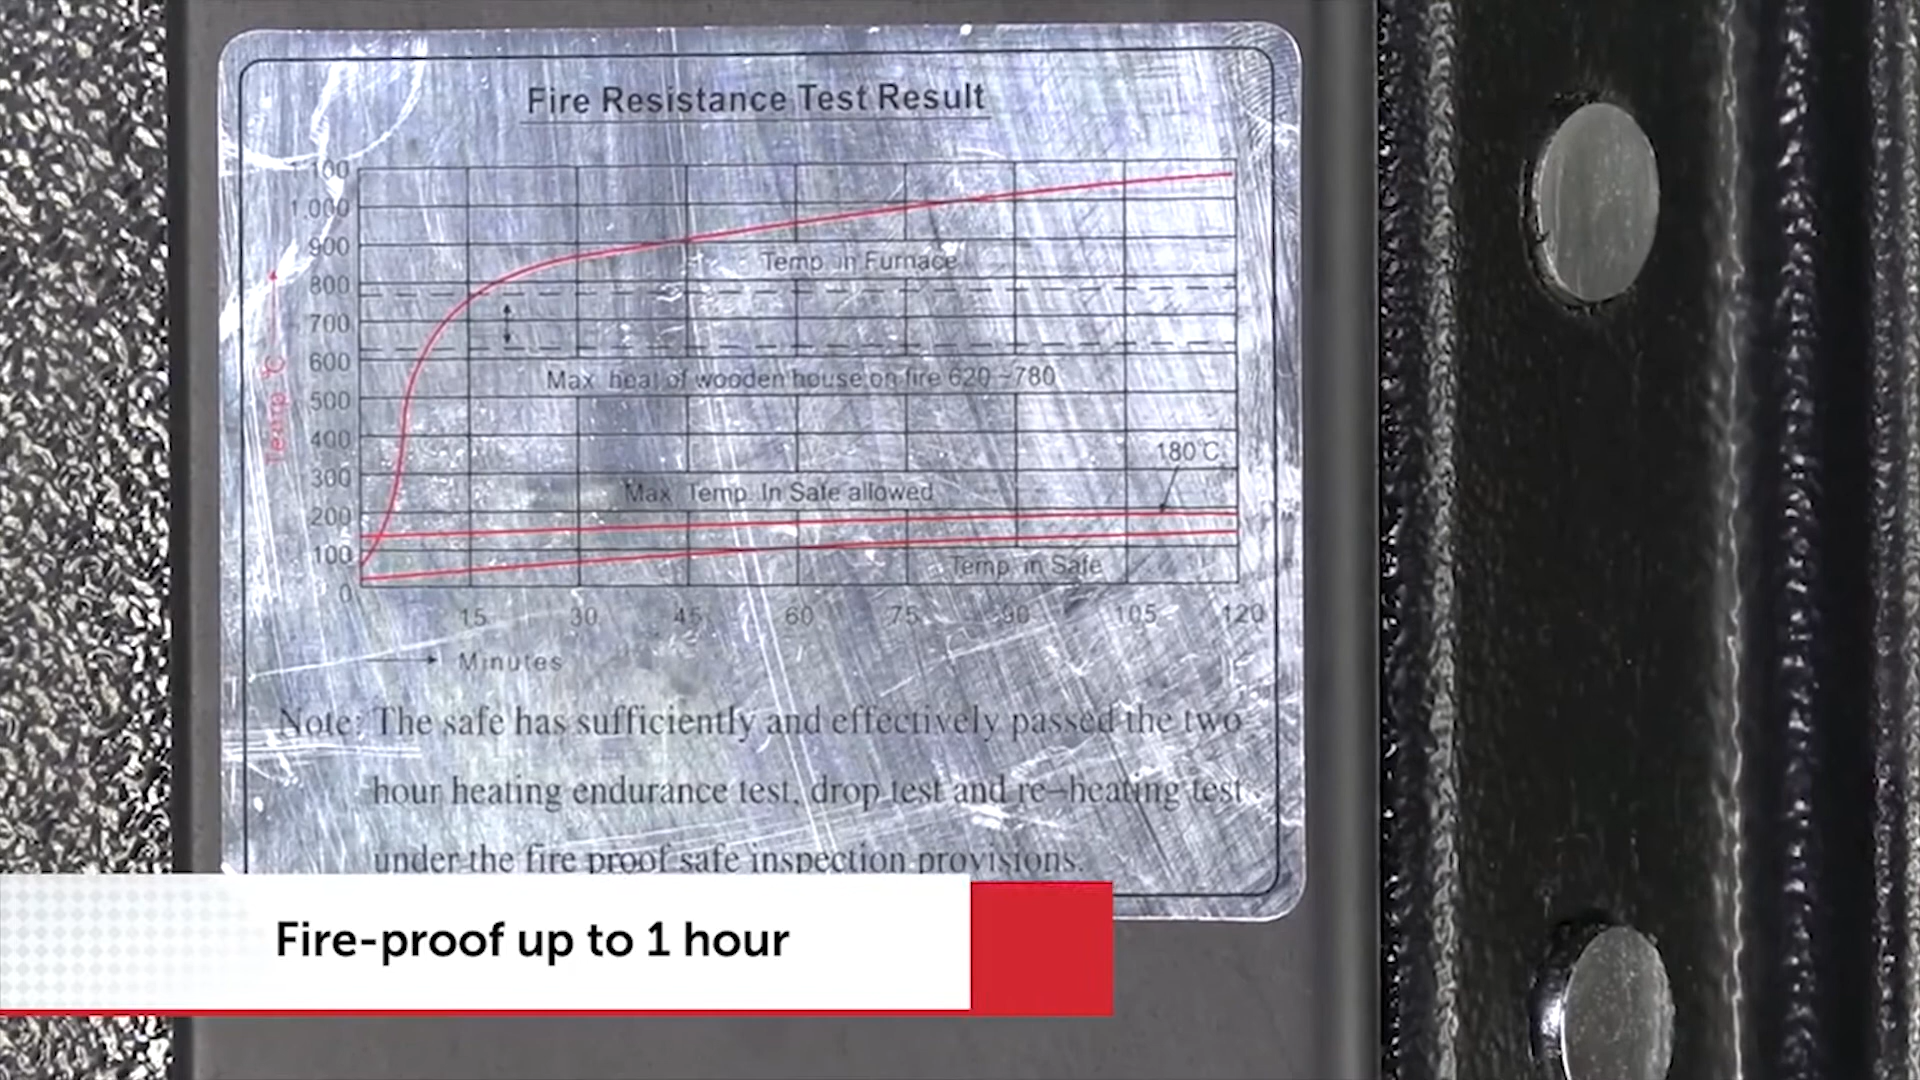 Fire Resistance Test Result
1,000
900
800
700
600
500
400
300
200
100
0
Temp ℃
Temp in Furnace
Max heat of wooden house on fire 620 ~780
180℃
Max Temp In Safe allowed
Temp in Safe
15 30 45 60 75 90 105 120
Minutes
Note: The safe has sufficiently and effectively passed the two
hour heating endurance test, drop test and re-heating test
under the fire proof safe inspection provisions.
Fire-proof up to 1 hour